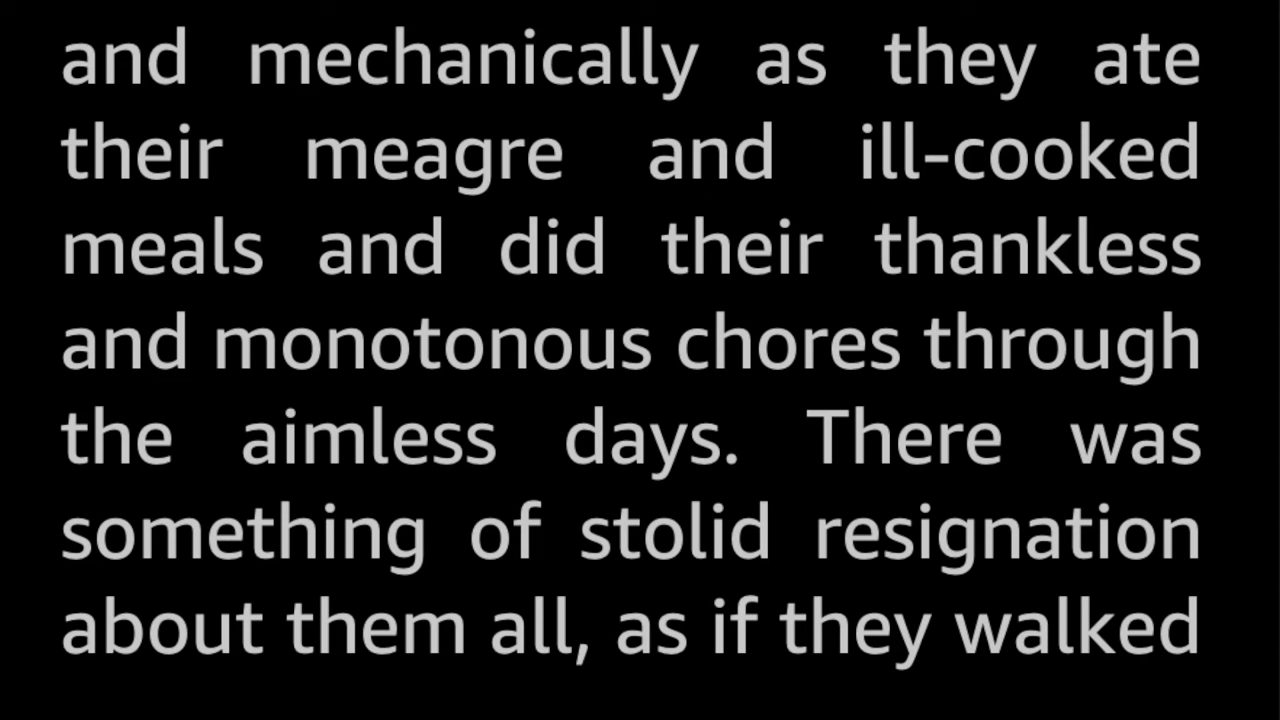 and mechanically as they ate
their meagre and ill-cooked
meals and did their thankless
and monotonous chores through
the aimless days. There was
something of stolid resignation
about them all, as if they walked